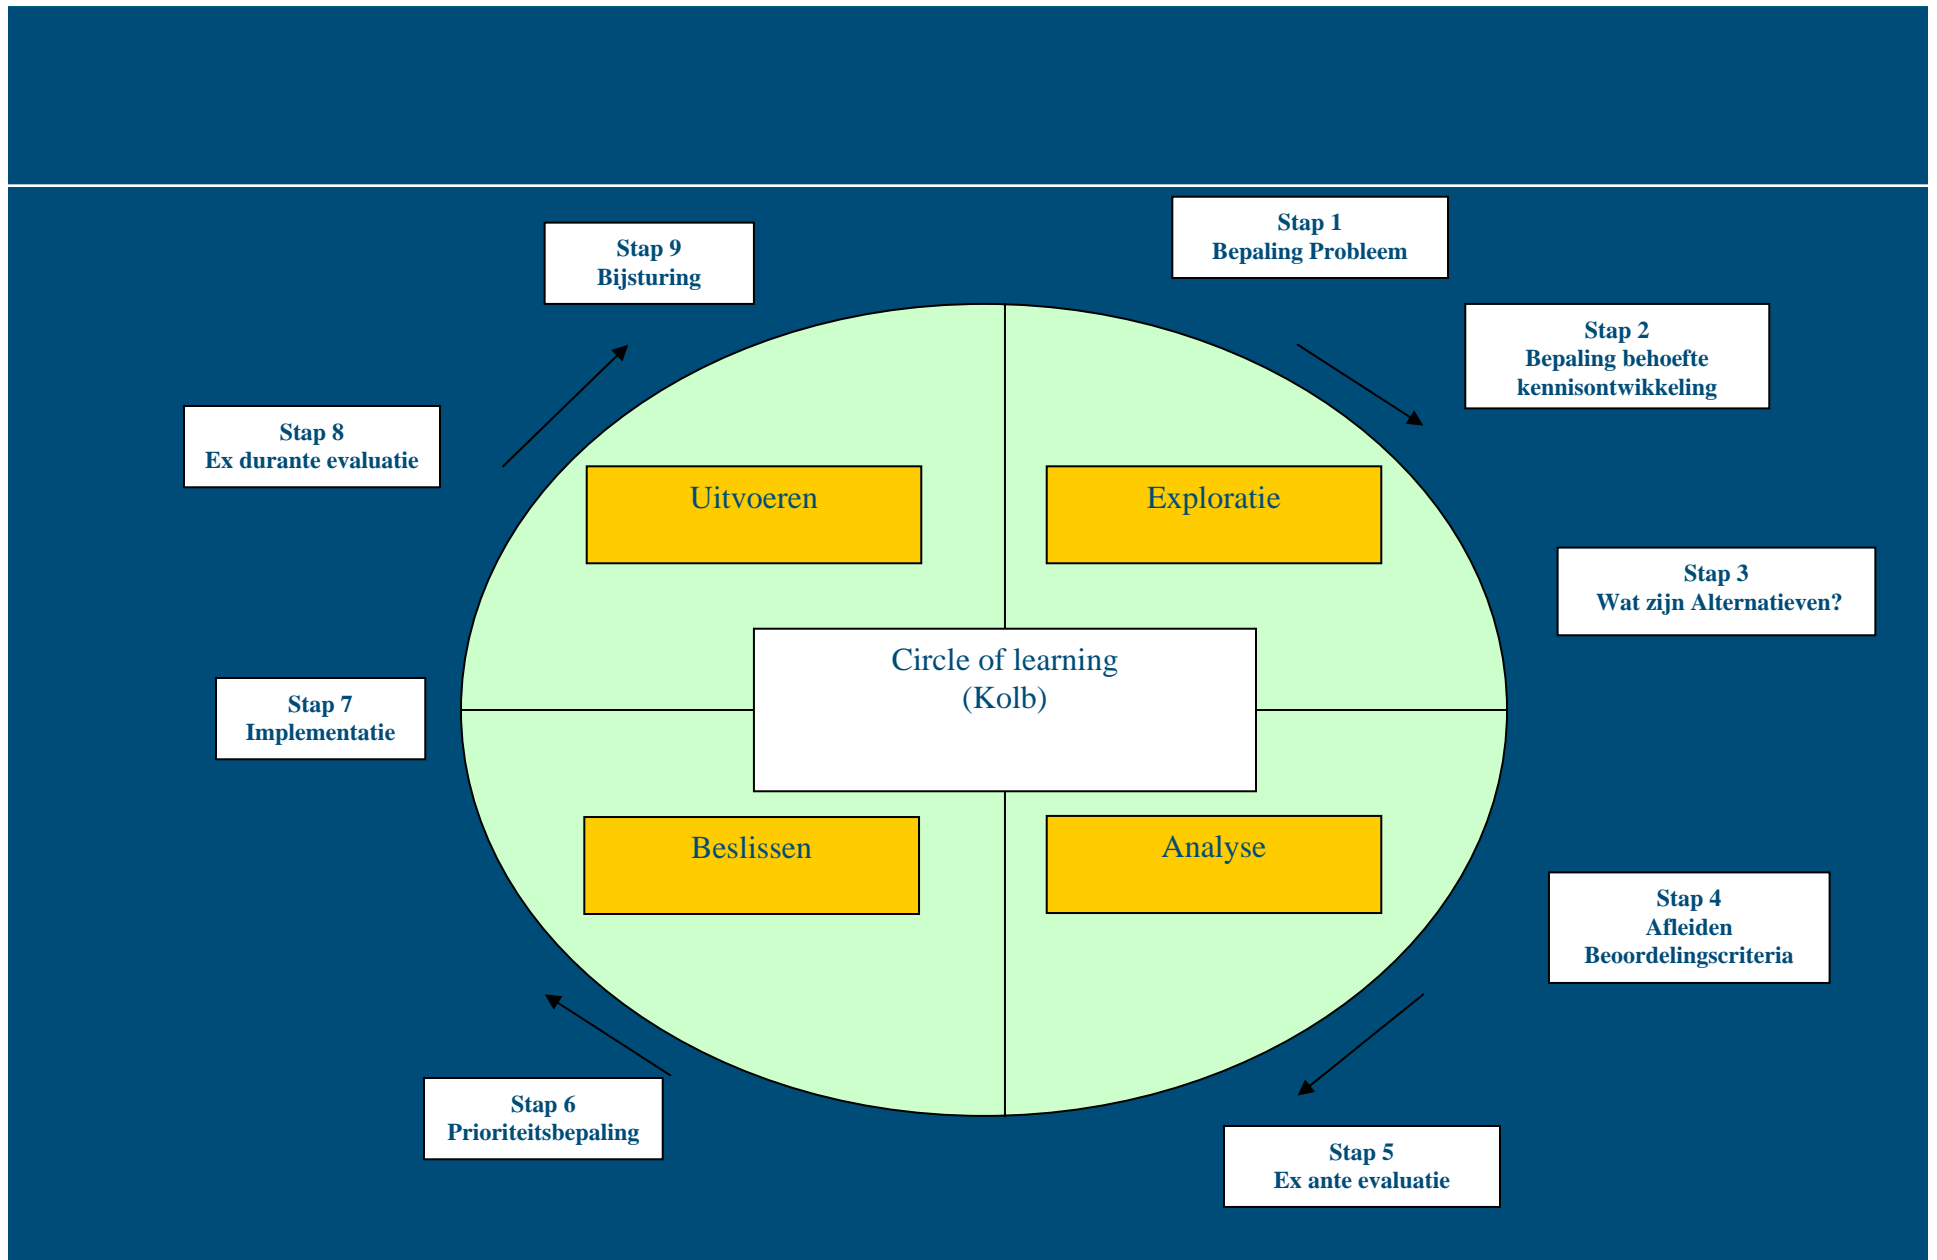 Stap 1
Bepaling Probleem
Stap 2
Bepaling behoefte
kennisontwikkeling
Stap 3
Wat zijn Alternatieven?
Stap 4
Afleiden
Beoordelingscriteria
Stap 5
Ex ante evaluatie
Stap 6
Prioriteitsbepaling
Stap 7
Implementatie
Stap 8
Ex durante evaluatie
Stap 9
Bijsturing
Uitvoeren
Exploratie
Circle of learning
(Kolb)
Beslissen
Analyse